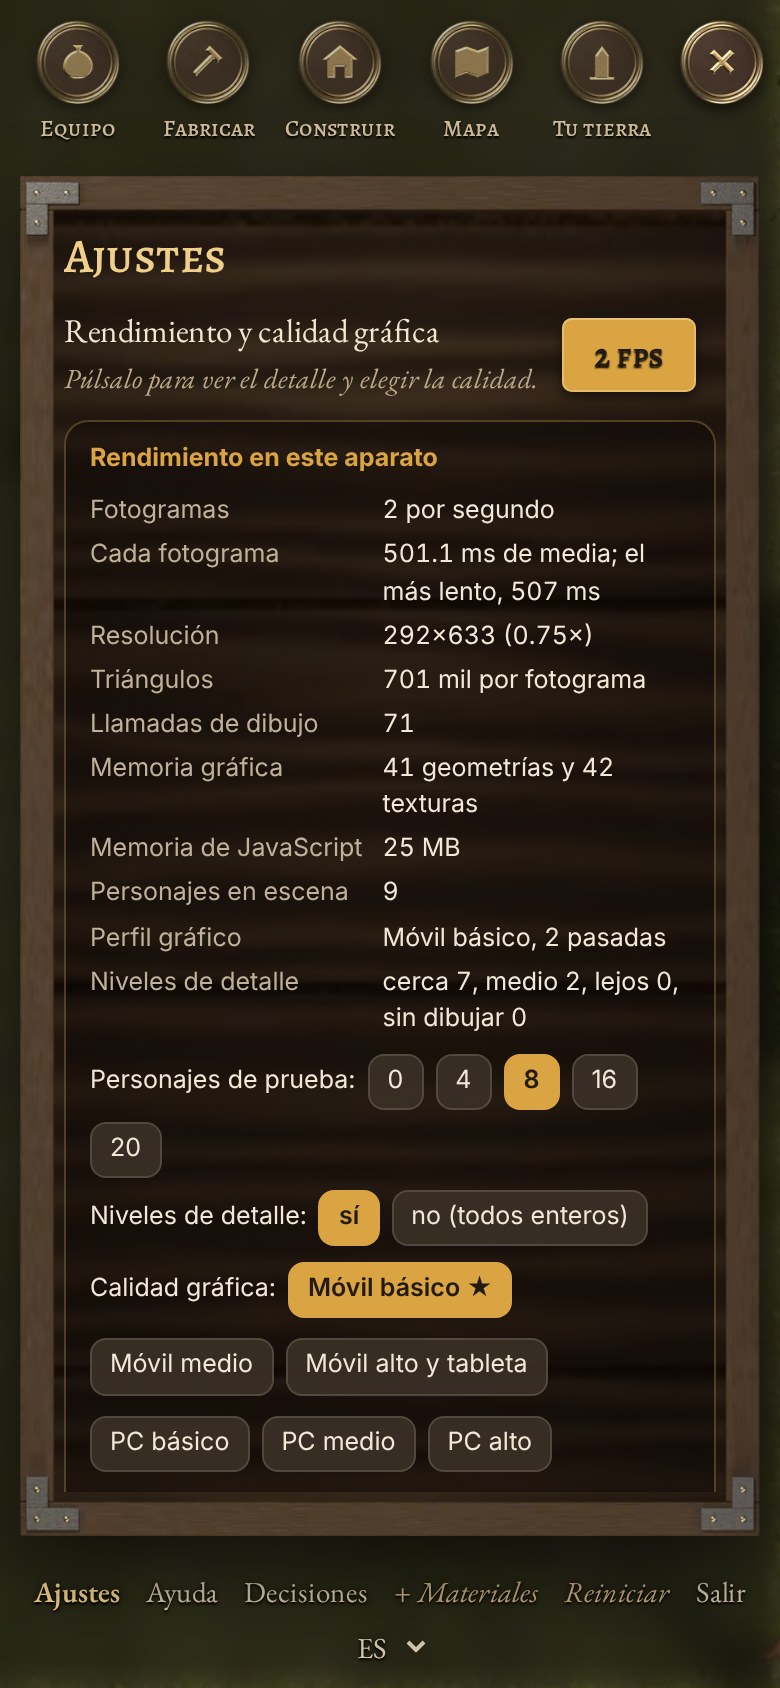 Equipo
Fabricar
Construir
Mapa
Tu tierra
Ajustes
Rendimiento y calidad gráfica
Púlsalo para ver el detalle y elegir la calidad.
2 FPS
Rendimiento en este aparato
Fotogramas 2 por segundo
Cada fotograma 501.1 ms de media; el
más lento, 507 ms
Resolución 292×633 (0.75×)
Triángulos 701 mil por fotograma
Llamadas de dibujo 71
Memoria gráfica 41 geometrías y 42
texturas
Memoria de JavaScript 25 MB
Personajes en escena 9
Perfil gráfico Móvil básico, 2 pasadas
Niveles de detalle cerca 7, medio 2, lejos 0,
sin dibujar 0
Personajes de prueba: 0 4 8 16
20
Niveles de detalle: sí no (todos enteros)
Calidad gráfica: Móvil básico ★
Móvil medio Móvil alto y tableta
PC básico PC medio PC alto
Ajustes Ayuda Decisiones + Materiales Reiniciar Salir
ES